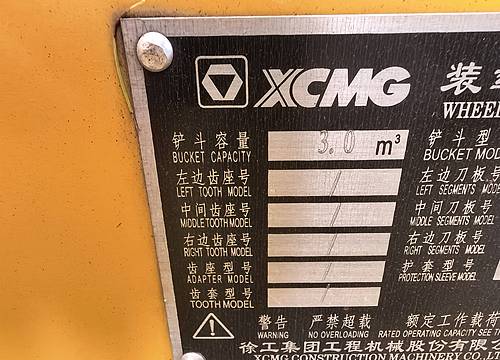 XCMG 装
WHEEL
铲斗容量 3.0 m³ 铲斗型
BUCKET CAPACITY BUCKET MODE
左边齿座号 / 左边刀板号
LEFT TOOTH MODEL LEFT SEGMENTS MODEL
中间齿座号 / 中间刀板号
MIDDLE TOOTH MODEL MIDDLE SEGMENTS MODEL
右边齿座号 / 右边刀板号
RIGHT TOOTH MODEL RIGHT SEGMENTS MODEL
齿座型号 / 护套型号
ADAPTER MODEL PROTECTION SLEEVE MODEL
齿套型号 /
TOOTH MODEL
警告 严禁超载 额定工作载荷
WARNING NO OVERLOADING RATED OPERATING CAPACITY SEE T
徐工集团工程机械股份有限
XCMG CONSTRUCTION MACHINERY CO.,L